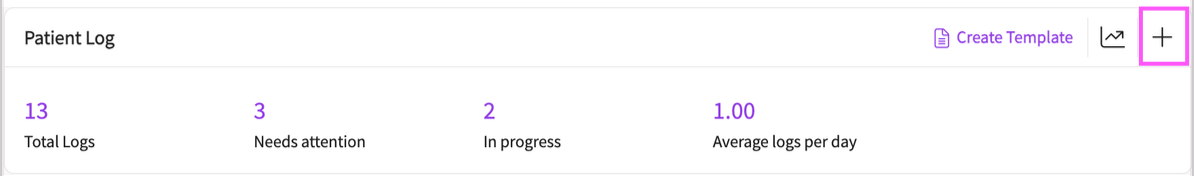 Patient Log
Create Template
13
3
2
1.00
Total Logs
Needs attention
In progress
Average logs per day